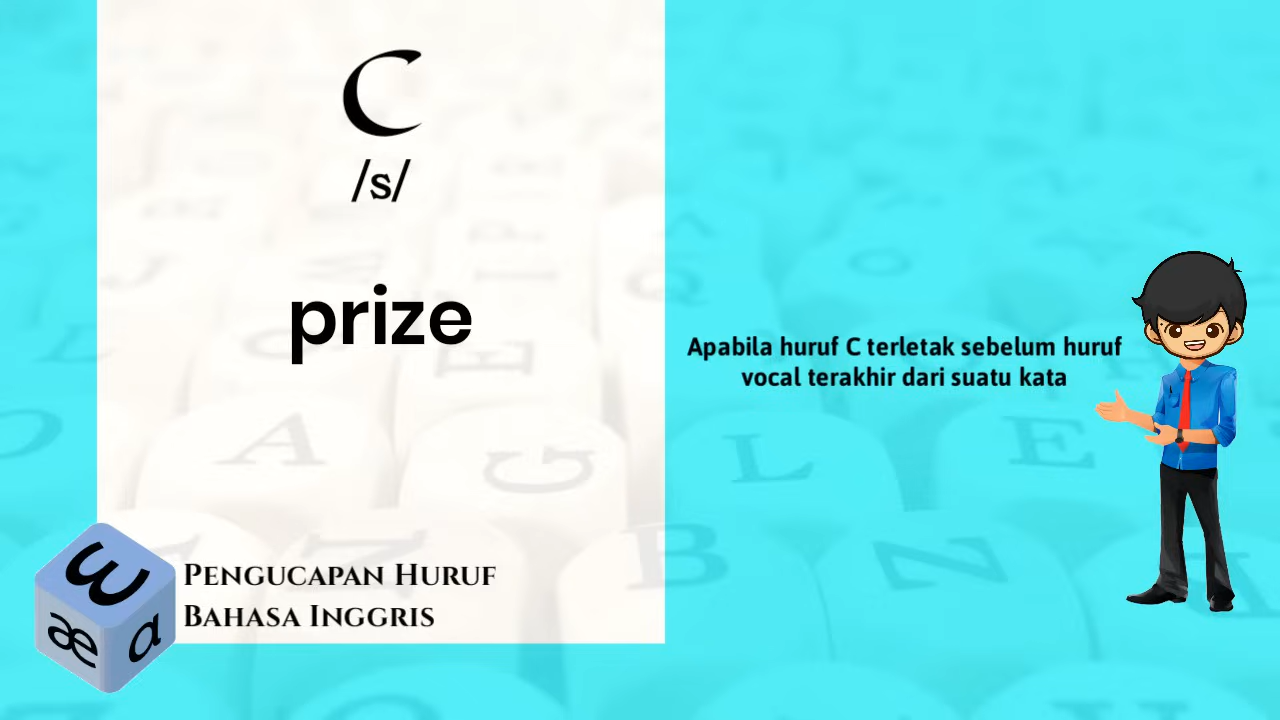 C
/s/
prize
Apabila huruf C terletak sebelum huruf
vocal terakhir dari suatu kata
Pengucapan Huruf
Bahasa Inggris
ω
æ
ɑ